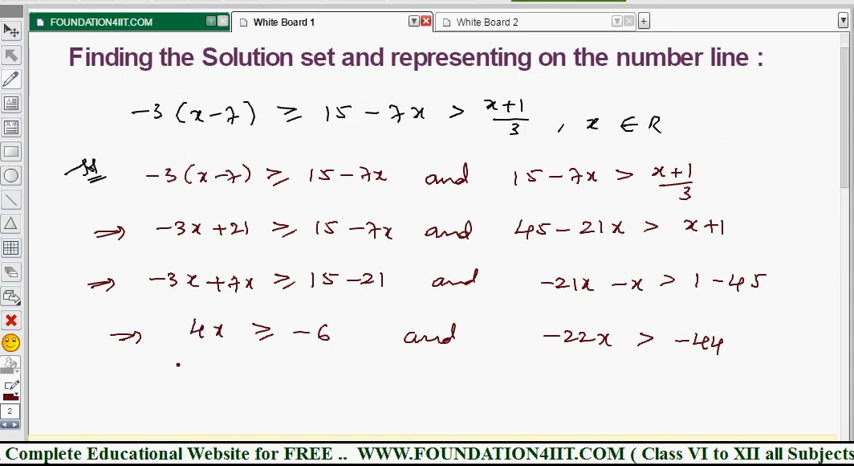 FOUNDATION4IIT.COM White Board 1 White Board 2
Finding the Solution set and representing on the number line :
-3(x-7) ≥ 15-7x > (x+1)/3 , x ∈ R
-3(x-7) ≥ 15-7x and 15-7x > (x+1)/3
⇒ -3x+21 ≥ 15-7x and 45-21x > x+1
⇒ -3x+7x ≥ 15-21 and -21x-x > 1-45
⇒ 4x ≥ -6 and -22x > -44
2
Complete Educational Website for FREE .. WWW.FOUNDATION4IIT.COM ( Class VI to XII all Subjects